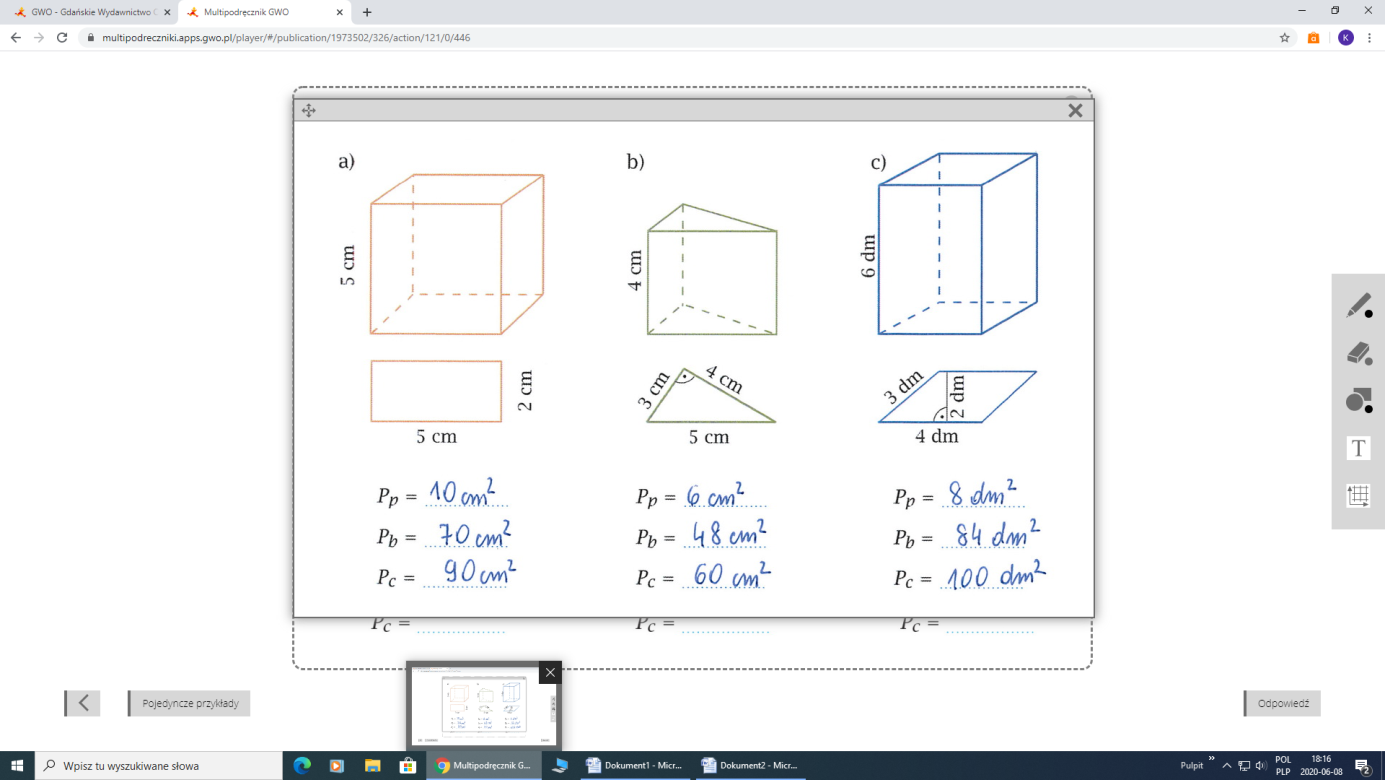 GWO - Gdańskie Wydawnictwo O
Multipodręcznik GWO
multipodreczniki.apps.gwo.pl/player/#/publication/1973502/326/action/121/0/446
K
a)
b)
c)
5 cm
4 cm
6 dm
2 cm
5 cm
3 cm
4 cm
5 cm
3 dm
2 dm
4 dm
Pp = 10 cm²
Pp = 6 cm²
Pp = 8 dm²
Pb = 70 cm²
Pb = 48 cm²
Pb = 84 dm²
Pc = 90 cm²
Pc = 60 cm²
Pc = 100 dm²
Pc =
Pc =
Pc =
T
Pojedyncze przykłady
Odpowiedź
Wpisz tu wyszukiwane słowa
Multipodręcznik G...
Dokument1 - Micr...
Dokument2 - Micr...
Pulpit
POL
PLP
18:16
2020-06-08
2